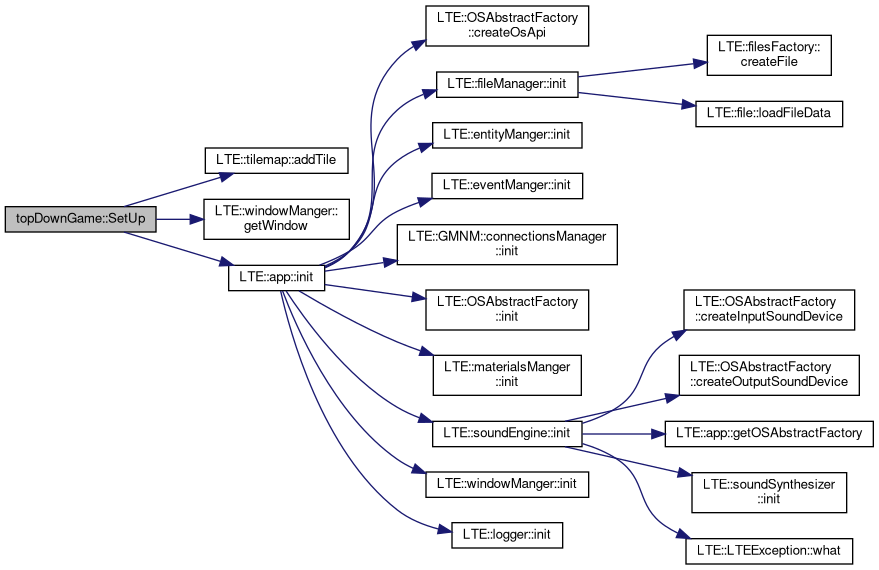 topDownGame::SetUp
LTE::tilemap::addTile
LTE::windowManger::
getWindow
LTE::app::init
LTE::OSAbstractFactory
::createOsApi
LTE::fileManager::init
LTE::filesFactory::
createFile
LTE::file::loadFileData
LTE::entityManger::init
LTE::eventManger::init
LTE::GMNM::connectionsManager
::init
LTE::OSAbstractFactory
::init
LTE::materialsManger
::init
LTE::soundEngine::init
LTE::OSAbstractFactory
::createInputSoundDevice
LTE::OSAbstractFactory
::createOutputSoundDevice
LTE::app::getOSAbstractFactory
LTE::soundSynthesizer
::init
LTE::LTEException::what
LTE::windowManger::init
LTE::logger::init